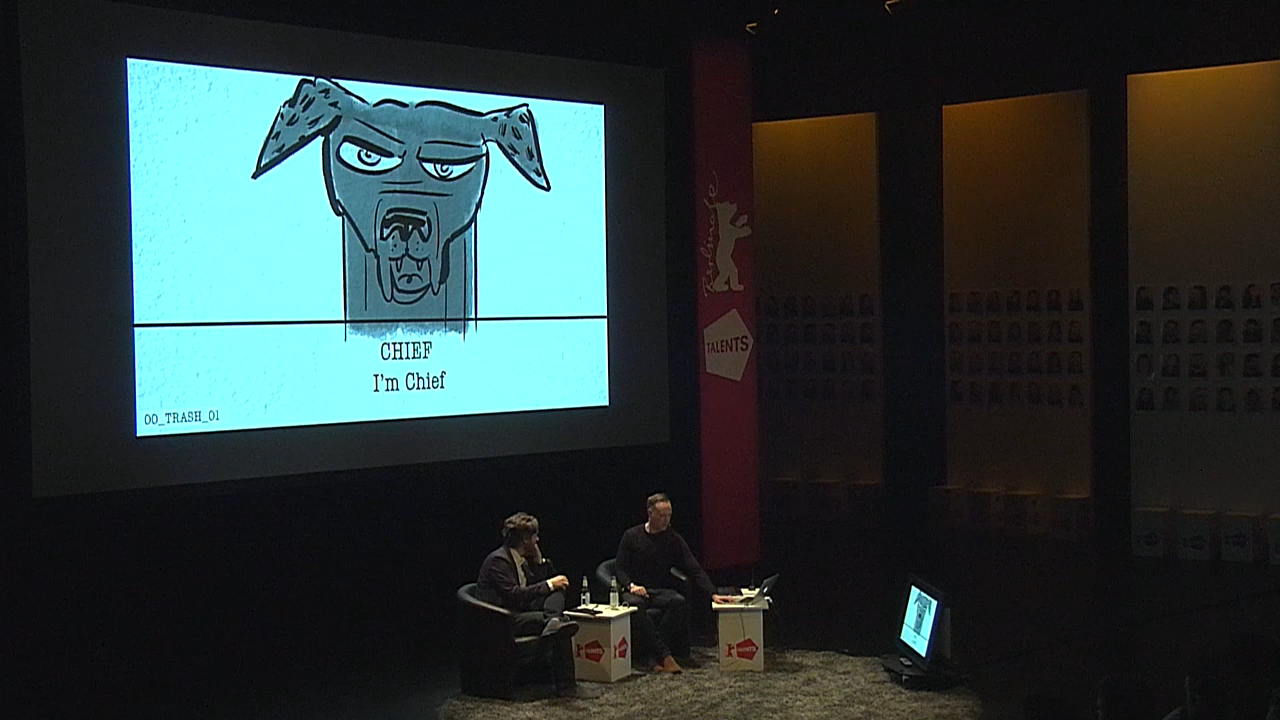 CHIEF
I'm Chief
00_TRASH_01
Berlinale
TALENTS